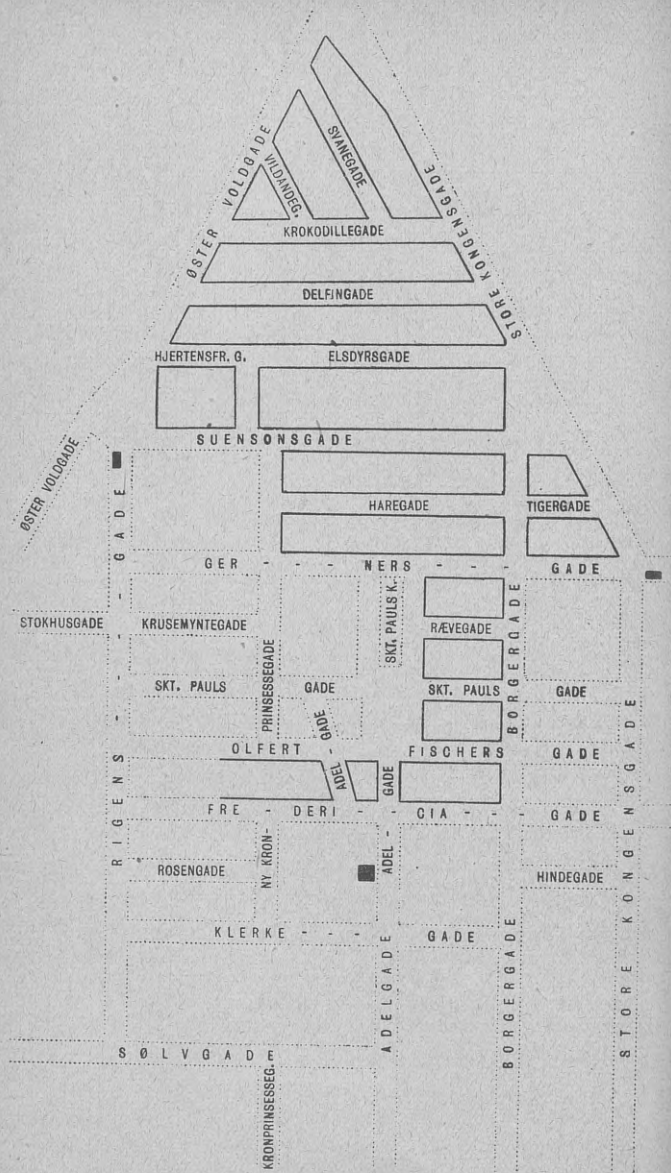 ØSTER VOLDGADE
VILDANDEG.
SVANEGADE
STORE KONGENSGADE
KROKODILLEGADE
DELFINGADE
HJERTENSFR. G.
ELSDYRSGADE
SUENSONSGADE
ØSTER VOLDGADE
HAREGADE
TIGERGADE
GER - - - NERS - - - GADE
STOKHUSGADE
KRUSEMYNTEGADE
SKT. PAULS K.
RÆVEGADE
BORGERGADE
PRINSESSEGADE
SKT. PAULS GADE
SKT. PAULS GADE
GADE
OLFERT FISCHERS GADE
ADEL -
GADE
RIGENS - - - - GADE
FRE - DERI - - CIA - - - GADE
NY KRON-
ADEL -
ROSENGADE
HINDEGADE
KLERKE - - - GADE
ADELGADE
BORGERGADE
STORE KONGENSGADE
SØLVGADE
KRONPRINSESSEG.